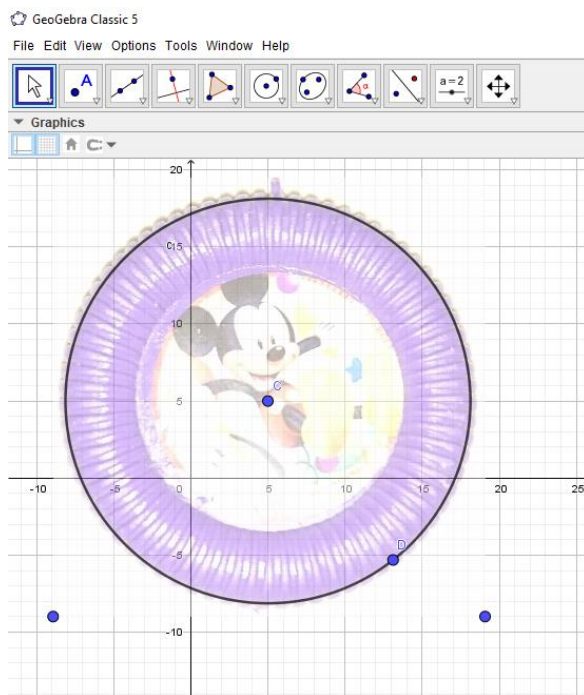 GeoGebra Classic 5
File Edit View Options Tools Window Help
A
α
a=2
Graphics
20
15
10
C
5
-10 -5 0 5 10 15 20 25
D
-5
-10